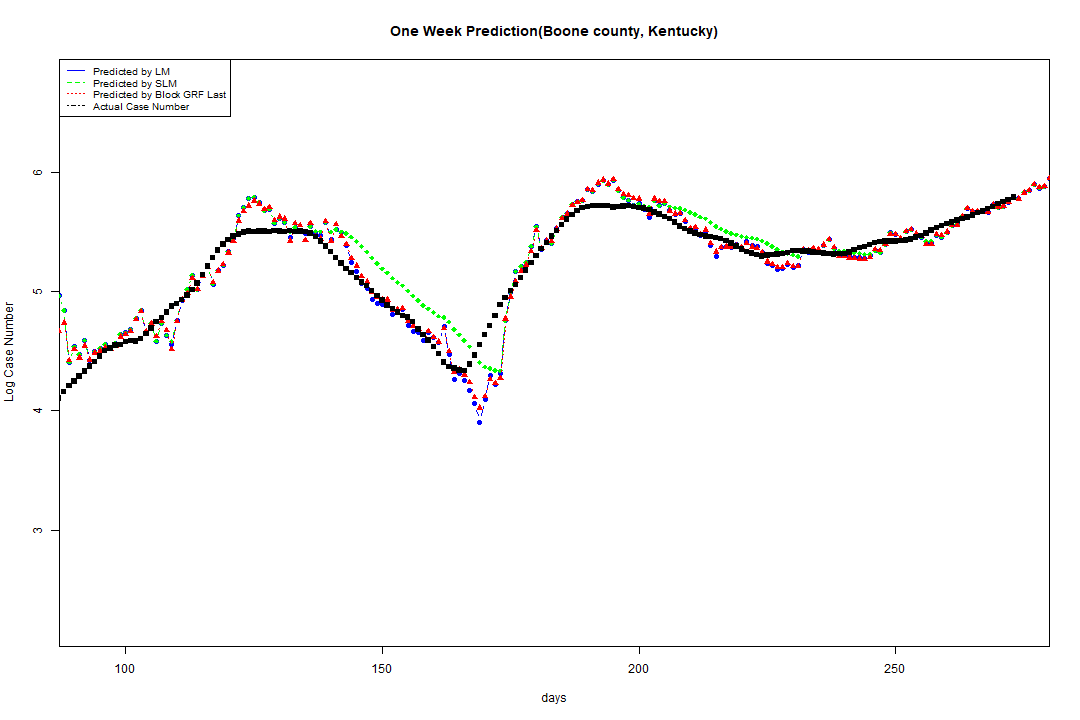 One Week Prediction(Boone county, Kentucky)
Predicted by LM
Predicted by SLM
Predicted by Block GRF Last
Actual Case Number
6
5
4
3
Log Case Number
100 150 200 250
days